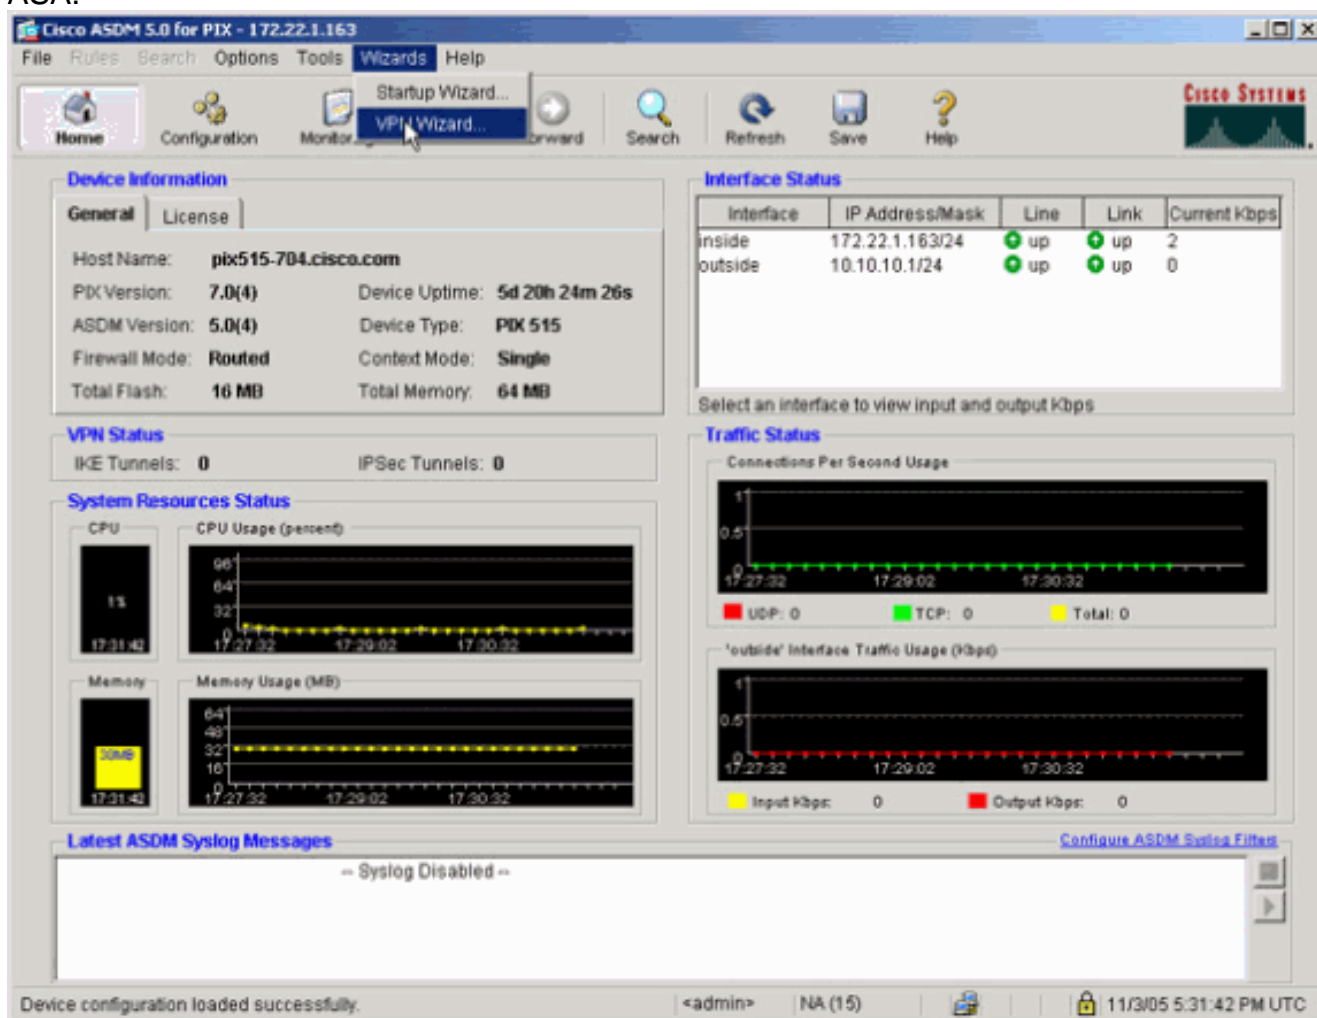 ASA.
Cisco ASDM 5.0 for PIX - 172.22.1.163
File Rules Search Options Tools Wizards Help
Startup Wizard...
VPN Wizard...
Home Configuration Search Refresh Save Help
CISCO SYSTEMS
Device Information
General License
Host Name: pix515-704.cisco.com
PIX Version: 7.0(4) Device Uptime: 5d 20h 24m 26s
ASDM Version: 5.0(4) Device Type: PIX 515
Firewall Mode: Routed Context Mode: Single
Total Flash: 16 MB Total Memory: 64 MB
Interface Status
Interface IP Address/Mask Line Link Current Kbps
inside 172.22.1.163/24 up up 2
outside 10.10.10.1/24 up up 0
Select an interface to view input and output Kbps
VPN Status
IKE Tunnels: 0 IPSec Tunnels: 0
System Resources Status
CPU
1%
17:31:42
CPU Usage (percent)
96
64
32
0
17:27:32 17:29:02 17:30:32
Memory
30MB
17:31:42
Memory Usage (MB)
64
48
32
16
0
17:27:32 17:29:02 17:30:32
Traffic Status
Connections Per Second Usage
1
0.5
0
17:27:32 17:29:02 17:30:32
UDP: 0 TCP: 0 Total: 0
'outside' Interface Traffic Usage (Kbps)
1
0.5
0
17:27:32 17:29:02 17:30:32
Input Kbps: 0 Output Kbps: 0
Latest ASDM Syslog Messages Configure ASDM Syslog Filters
-- Syslog Disabled --
Device configuration loaded successfully. <admin> NA (15) 11/3/05 5:31:42 PM UTC